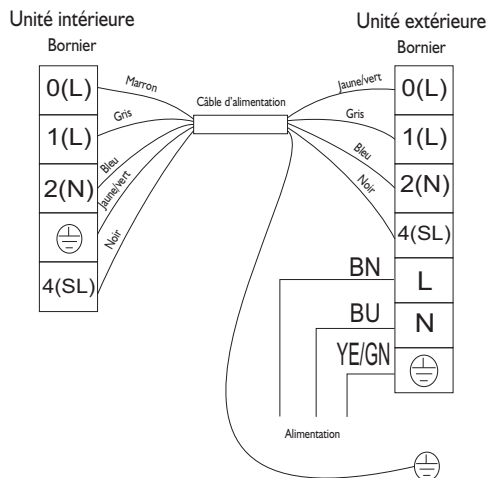 Unité intérieure
Bornier
0(L)
1(L)
2(N)
4(SL)
Marron
Gris
Bleu
Jaune/vert
Noir
Câble d'alimentation
Unité extérieure
Bornier
Jaune/vert
Gris
Bleu
Noir
0(L)
1(L)
2(N)
4(SL)
L
N
BN
BU
YE/GN
Alimentation